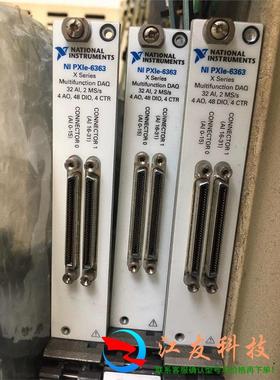 NATIONAL
INSTRUMENTS
NI PXIe-6363
X Series
Multifunction DAQ
32 AI, 2 MS/s
4 AO, 48 DIO, 4 CTR
CONNECTOR 0
(AI 0-15)
CONNECTOR 1
(AI 16-31)
NATIONAL
INSTRUMENTS
NI PXIe-6363
X Series
Multifunction DAQ
32 AI, 2 MS/s
4 AO, 48 DIO, 4 CTR
CONNECTOR 0
(AI 0-15)
CONNECTOR 1
(AI 16-31)
NATIONAL
INSTRUMENTS
NI PXIe-6363
X Series
Multifunction DAQ
32 AI, 2 MS/s
4 AO, 48 DIO, 4 CTR
CONNECTOR 0
(AI 0-15)
CONNECTOR 1
(AI 16-31)
江友科技